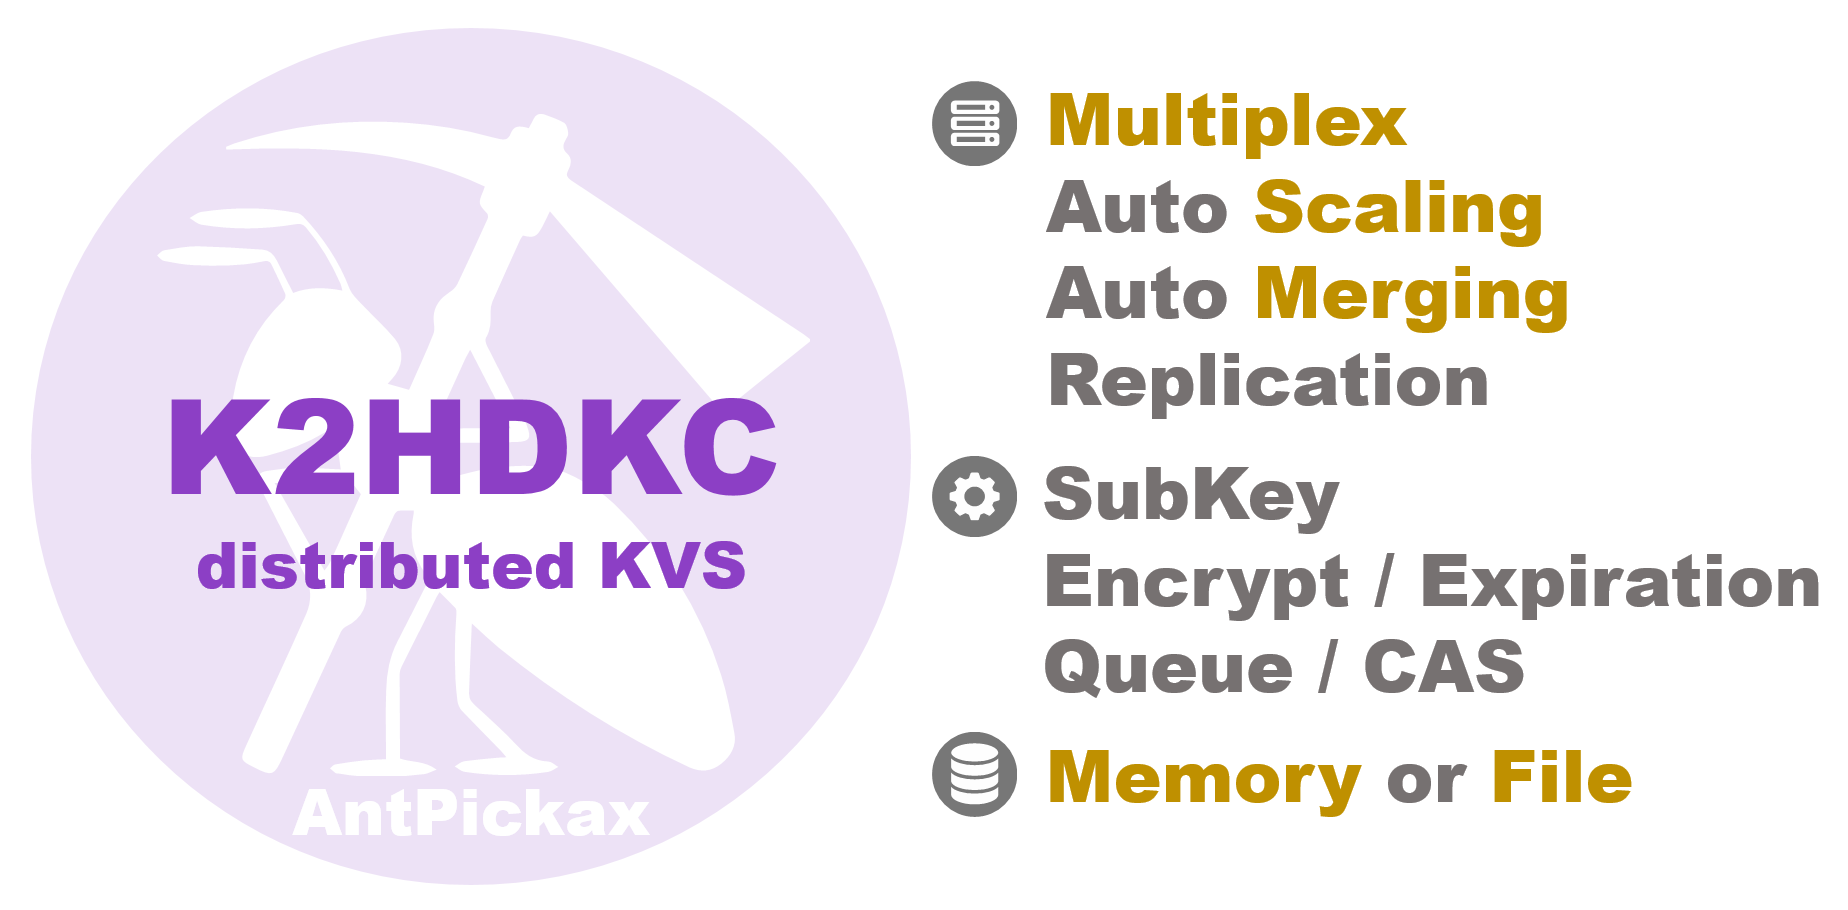 K2HDKC
distributed KVS
AntPickax
Multiplex
Auto Scaling
Auto Merging
Replication
SubKey
Encrypt / Expiration
Queue / CAS
Memory or File